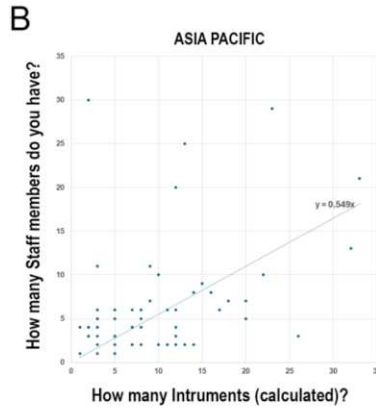 B
ASIA PACIFIC
How many Staff members do you have?
35
30
25
20
15
10
5
0
y = 0.549x
0 5 10 15 20 25 30
How many Intruments (calculated)?